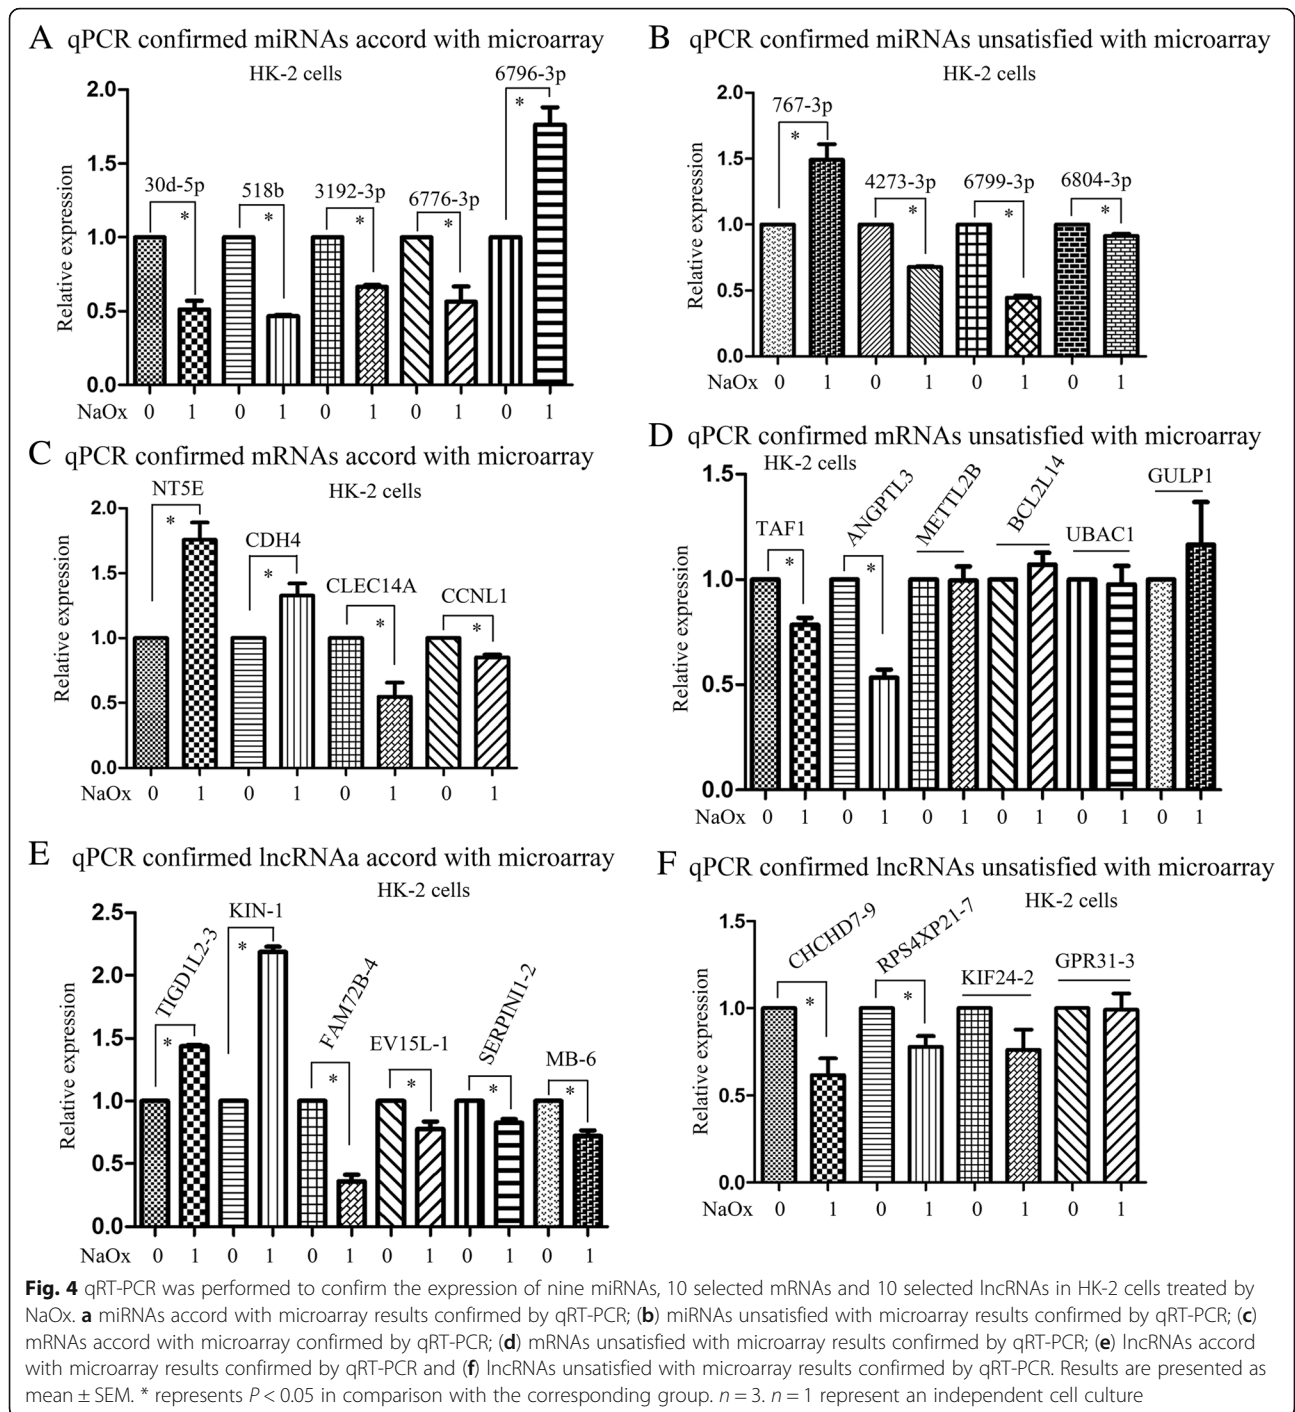 A qPCR confirmed miRNAs accord with microarray
HK-2 cells
Relative expression
2.0
1.5
1.0
0.5
0.0
30d-5p
518b
3192-3p
6776-3p
6796-3p
* * * * *
NaOx 0 1 0 1 0 1 0 1 0 1
B qPCR confirmed miRNAs unsatisfied with microarray
HK-2 cells
Relative expression
2.0
1.5
1.0
0.5
0.0
767-3p
4273-3p
6799-3p
6804-3p
* * * *
NaOx 0 1 0 1 0 1 0 1
C qPCR confirmed mRNAs accord with microarray
HK-2 cells
Relative expression
2.0
1.5
1.0
0.5
0.0
NT5E
CDH4
CLEC14A
CCNL1
* * * *
NaOx 0 1 0 1 0 1 0 1
D qPCR confirmed mRNAs unsatisfied with microarray
HK-2 cells
Relative expression
1.5
1.0
0.5
0.0
TAF1
ANGPTL3
METTL2B
BCL2L14
UBAC1
GULP1
* *
NaOx 0 1 0 1 0 1 0 1 0 1 0 1
E qPCR confirmed lncRNAa accord with microarray
HK-2 cells
Relative expression
2.5
2.0
1.5
1.0
0.5
0.0
TIGD1L2-3
KIN-1
FAM72B-4
EV15L-1
SERPINI1-2
MB-6
* * * * * *
NaOx 0 1 0 1 0 1 0 1 0 1 0 1
F qPCR confirmed lncRNAs unsatisfied with microarray
HK-2 cells
Relative expression
1.5
1.0
0.5
0.0
CHCHD7-9
RPS4XP21-7
KIF24-2
GPR31-3
* *
NaOx 0 1 0 1 0 1 0 1
Fig. 4 qRT-PCR was performed to confirm the expression of nine miRNAs, 10 selected mRNAs and 10 selected lncRNAs in HK-2 cells treated by
NaOx. a miRNAs accord with microarray results confirmed by qRT-PCR; (b) miRNAs unsatisfied with microarray results confirmed by qRT-PCR; (c)
mRNAs accord with microarray confirmed by qRT-PCR; (d) mRNAs unsatisfied with microarray results confirmed by qRT-PCR; (e) lncRNAs accord
with microarray results confirmed by qRT-PCR and (f) lncRNAs unsatisfied with microarray results confirmed by qRT-PCR. Results are presented as
mean ± SEM. * represents P < 0.05 in comparison with the corresponding group. n = 3. n = 1 represent an independent cell culture